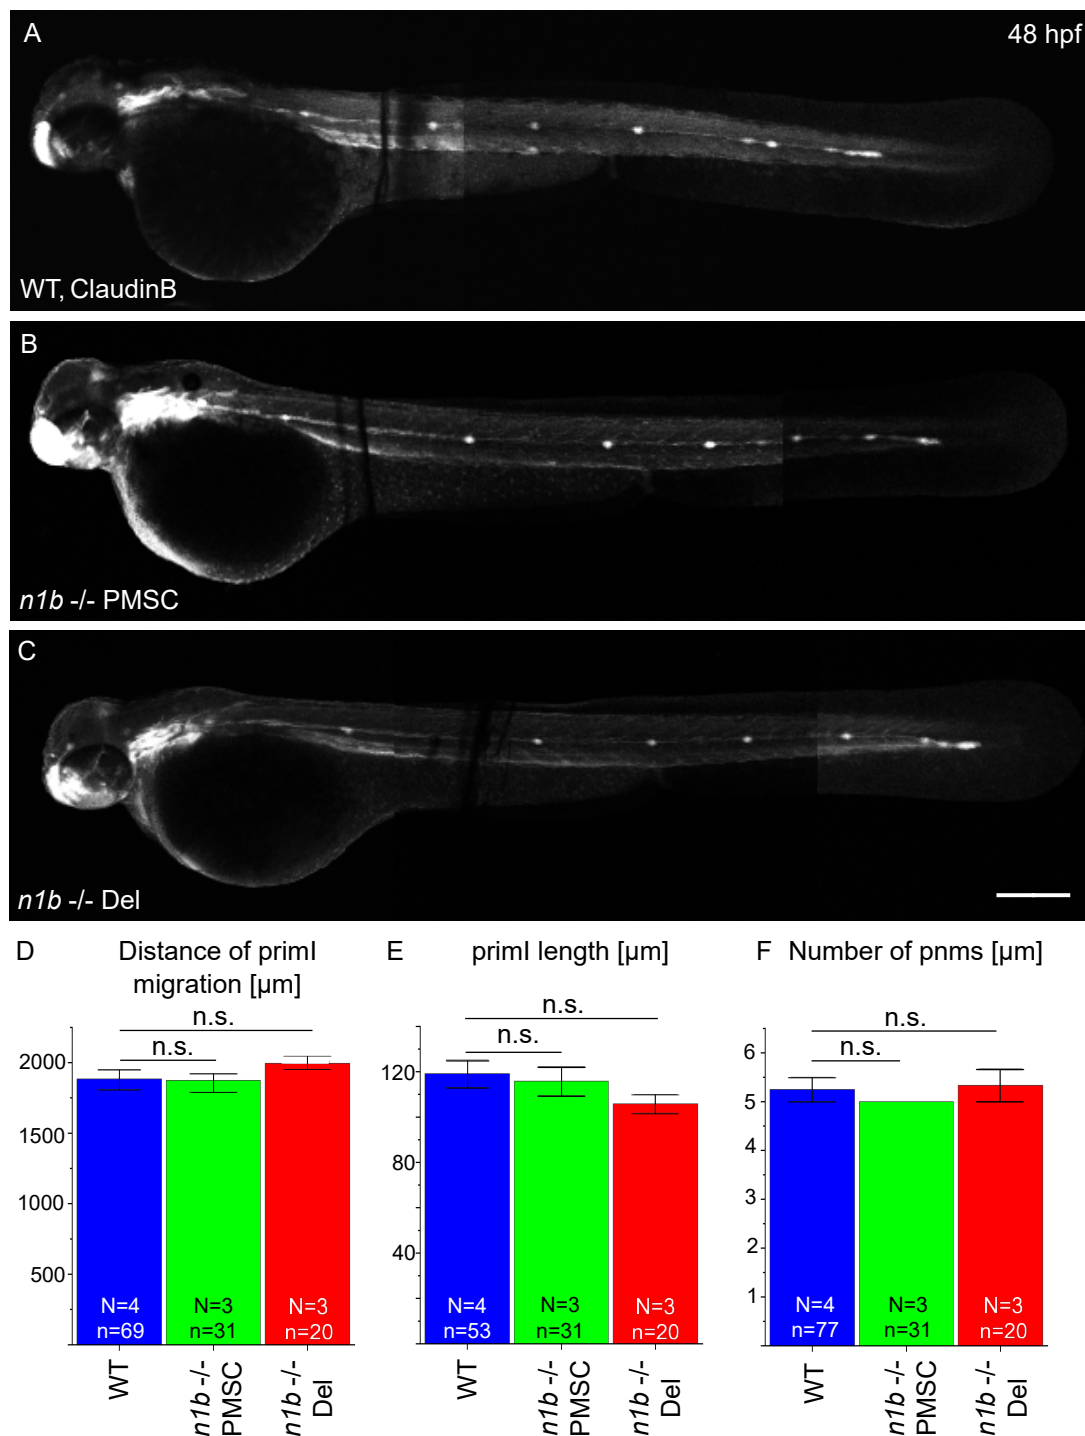 A
48 hpf
WT, ClaudinB
B
n1b -/- PMSC
C
n1b -/- Del
D
Distance of primI
migration [µm]
n.s.
n.s.
2000
1500
1000
500
N=4
n=69
N=3
n=31
N=3
n=20
WT
n1b -/-
PMSC
n1b -/-
Del
E
primI length [µm]
n.s.
n.s.
120
80
40
N=4
n=53
N=3
n=31
N=3
n=20
WT
n1b -/-
PMSC
n1b -/-
Del
F
Number of pnms [µm]
n.s.
n.s.
6
5
4
3
2
1
N=4
n=77
N=3
n=31
N=3
n=20
WT
n1b -/-
PMSC
n1b -/-
Del